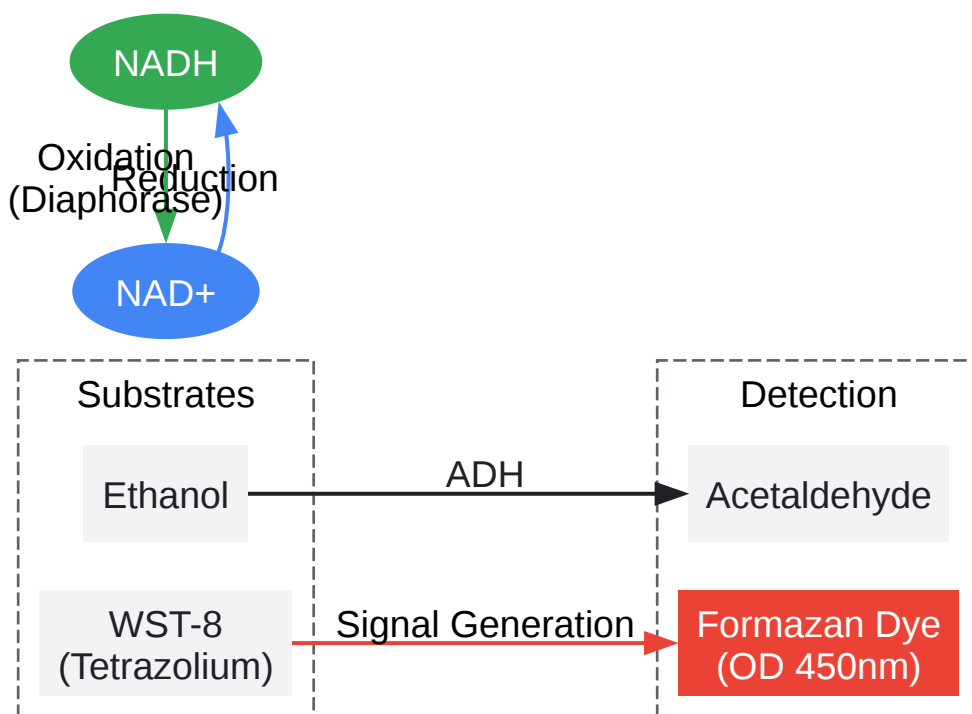 NADH
Oxidation
(Diaphorase)
Reduction
NAD+
Substrates
Detection
Ethanol
ADH
Acetaldehyde
WST-8
(Tetrazolium)
Signal Generation
Formazan Dye
(OD 450nm)